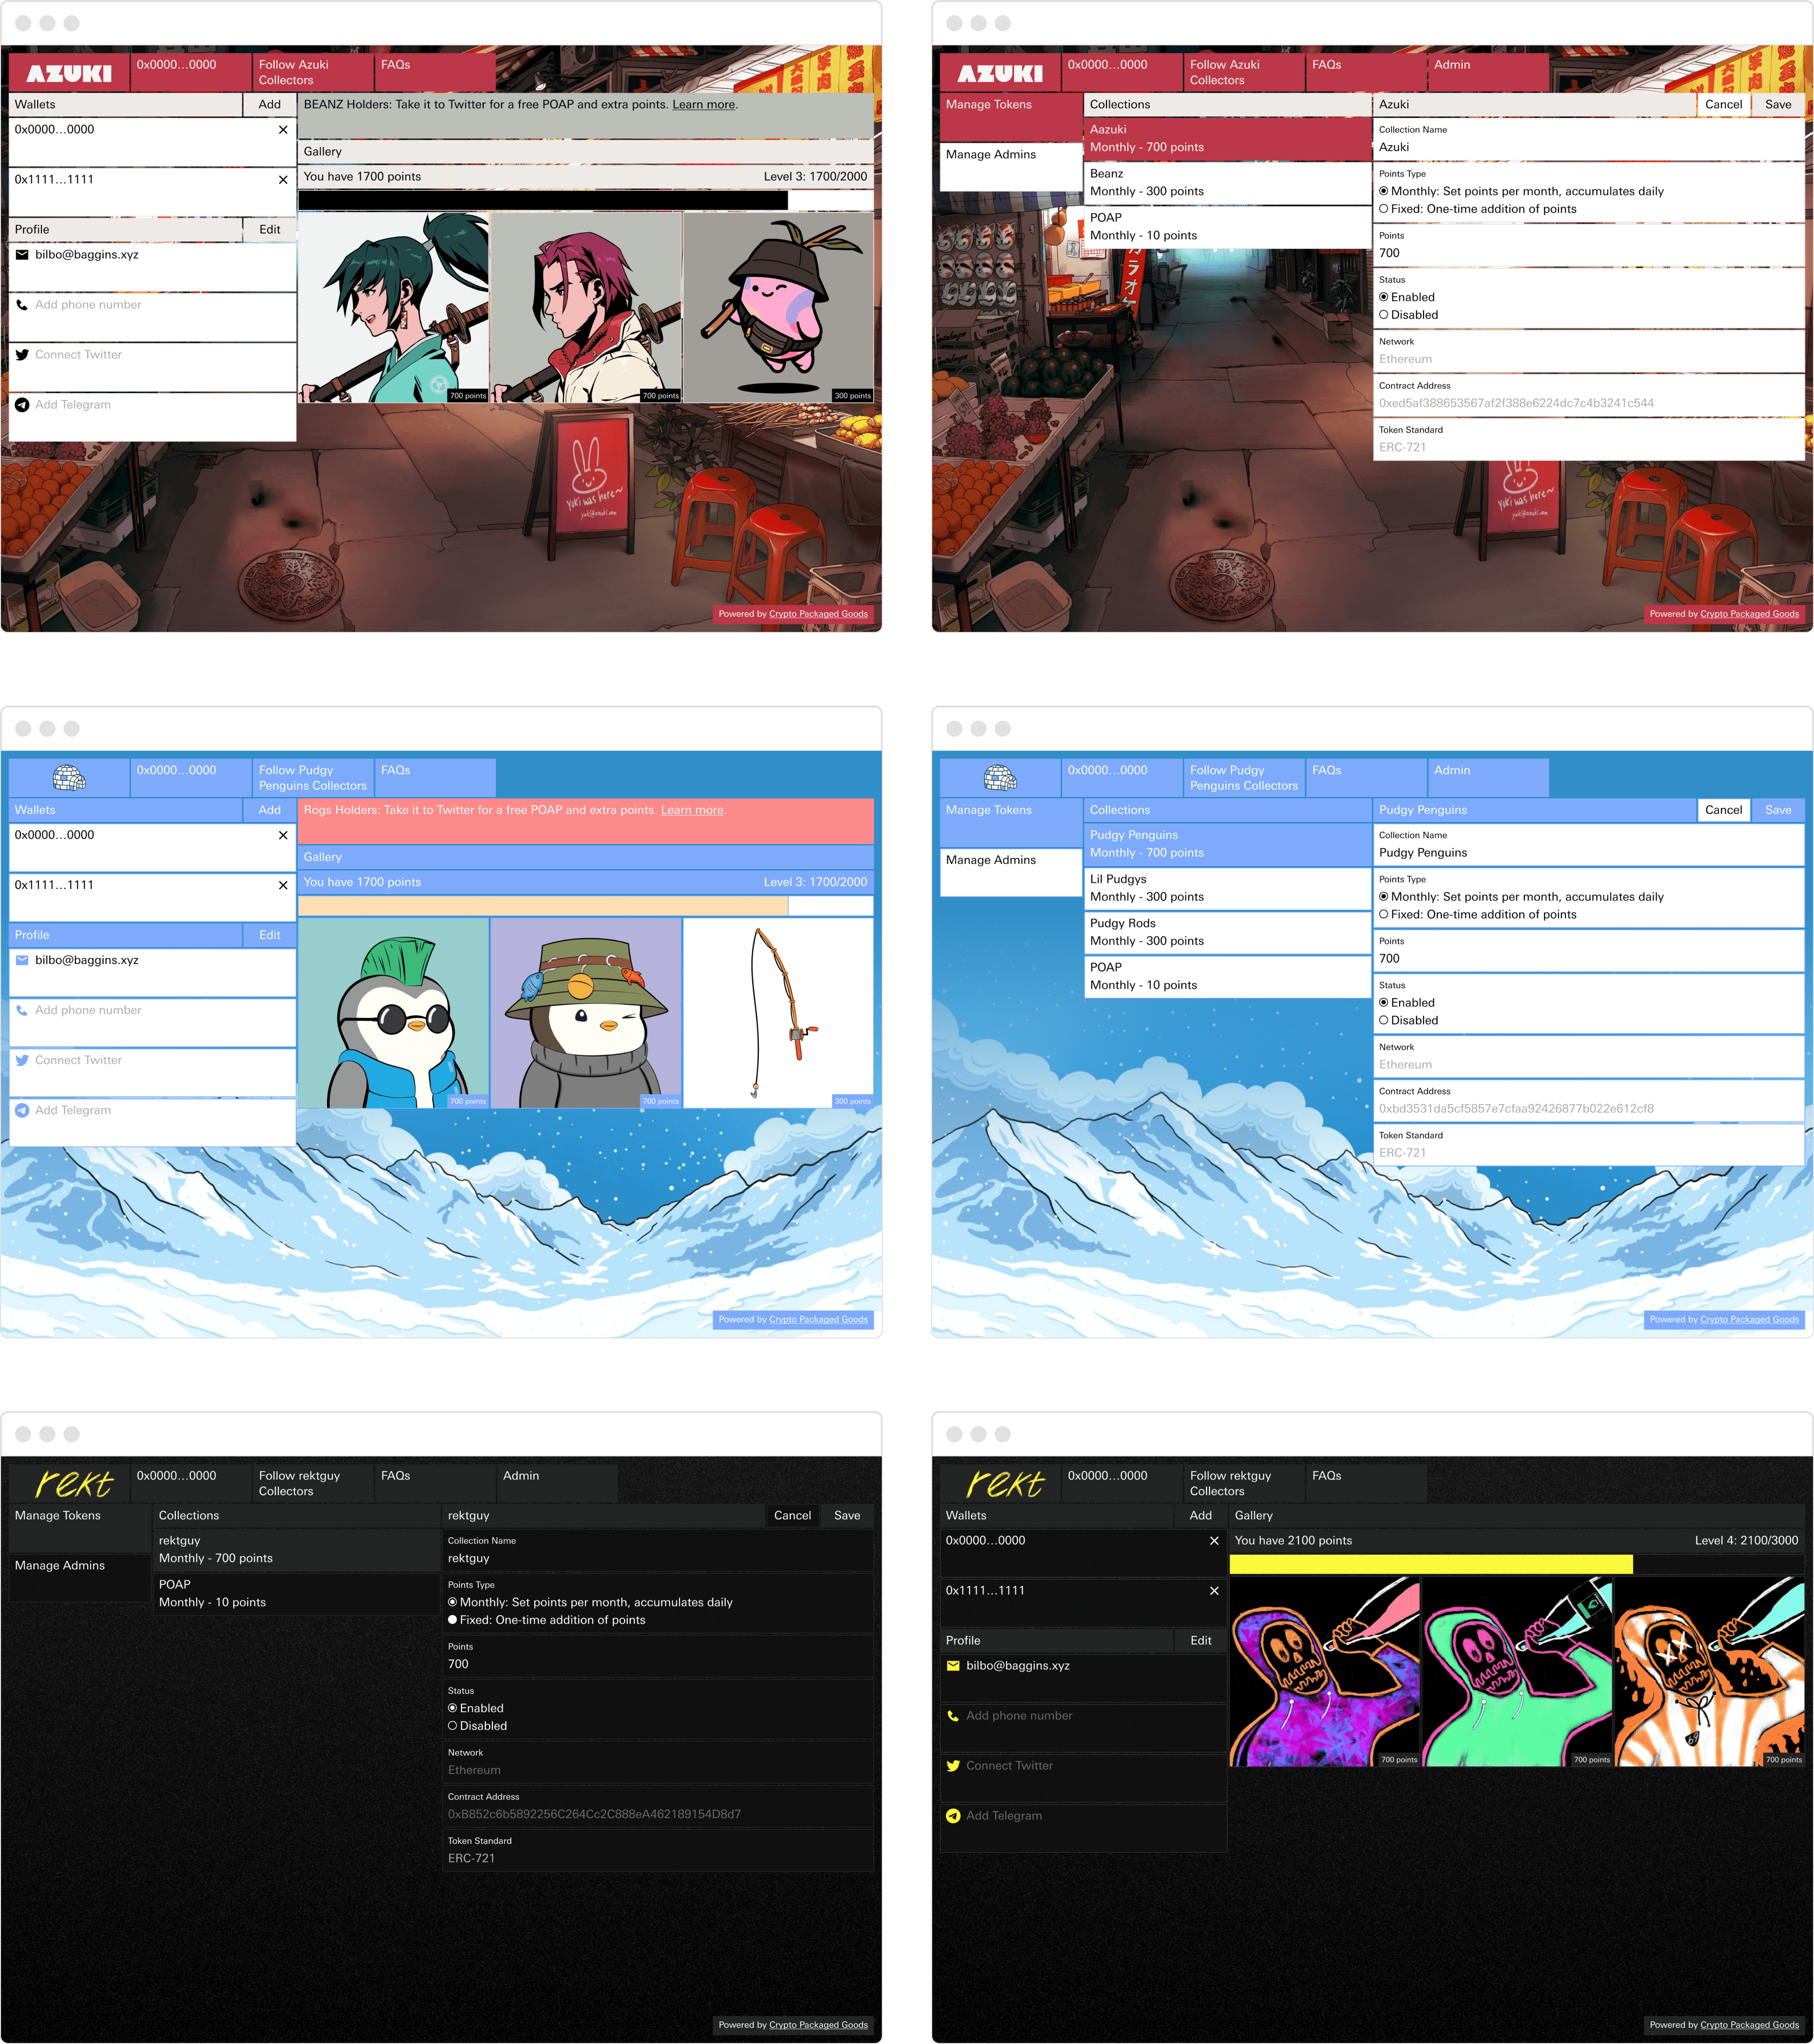 AZUKI
0x0000...0000
Follow Azuki
Collectors
FAQs
Wallets
Add
0x0000...0000
0x1111...1111
Profile
Edit
bilbo@baggins.xyz
Add phone number
Connect Twitter
Add Telegram
BEANZ Holders: Take it to Twitter for a free POAP and extra points. Learn more.
Gallery
You have 1700 points
Level 3: 1700/2000
700 points
700 points
300 points
Yuki was here~
yuki@azuki.com
Powered by Crypto Packaged Goods
AZUKI
0x0000...0000
Follow Azuki
Collectors
FAQs
Admin
Manage Tokens
Manage Admins
Collections
Aazuki
Monthly - 700 points
Beanz
Monthly - 300 points
POAP
Monthly - 10 points
Azuki
Cancel
Save
Collection Name
Azuki
Points Type
Monthly: Set points per month, accumulates daily
Fixed: One-time addition of points
Points
700
Status
Enabled
Disabled
Network
Ethereum
Contract Address
0xed5af388653567af2f388e6224dc7c4b3241c544
Token Standard
ERC-721
ラオケ
Yuki was here~
yuki@azuki.com
Powered by Crypto Packaged Goods
0x0000...0000
Follow Pudgy
Penguins Collectors
FAQs
Wallets
Add
0x0000...0000
0x1111...1111
Profile
Edit
bilbo@baggins.xyz
Add phone number
Connect Twitter
Add Telegram
Rogs Holders: Take it to Twitter for a free POAP and extra points. Learn more.
Gallery
You have 1700 points
Level 3: 1700/2000
700 points
700 points
300 points
Powered by Crypto Packaged Goods
0x0000...0000
Follow Pudgy
Penguins Collectors
FAQs
Admin
Manage Tokens
Manage Admins
Collections
Pudgy Penguins
Monthly - 700 points
Lil Pudgys
Monthly - 300 points
Pudgy Rods
Monthly - 300 points
POAP
Monthly - 10 points
Pudgy Penguins
Cancel
Save
Collection Name
Pudgy Penguins
Points Type
Monthly: Set points per month, accumulates daily
Fixed: One-time addition of points
Points
700
Status
Enabled
Disabled
Network
Ethereum
Contract Address
0xbd3531da5cf5857e7cfaa92426877b022e612cf8
Token Standard
ERC-721
Powered by Crypto Packaged Goods
rekt
0x0000...0000
Follow rektguy
Collectors
FAQs
Admin
Manage Tokens
Manage Admins
Collections
rektguy
Monthly - 700 points
POAP
Monthly - 10 points
rektguy
Cancel
Save
Collection Name
rektguy
Points Type
Monthly: Set points per month, accumulates daily
Fixed: One-time addition of points
Points
700
Status
Enabled
Disabled
Network
Ethereum
Contract Address
0xB852c6b5892256C264Cc2C888eA462189154D8d7
Token Standard
ERC-721
Powered by Crypto Packaged Goods
rekt
0x0000...0000
Follow rektguy
Collectors
FAQs
Wallets
Add
0x0000...0000
0x1111...1111
Profile
Edit
bilbo@baggins.xyz
Add phone number
Connect Twitter
Add Telegram
Gallery
You have 2100 points
Level 4: 2100/3000
700 points
700 points
700 points
Powered by Crypto Packaged Goods